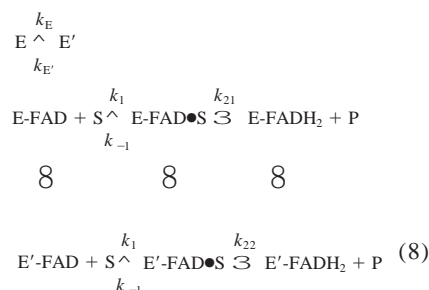 k_E
E ^ E′
k_E′
k_1 k_21
E-FAD + S ^ E-FAD●S 3 E-FADH_2 + P
k_−1
8 8 8
k_1 k_22
E′-FAD + S ^ E′-FAD●S 3 E′-FADH_2 + P (8)
k_−1